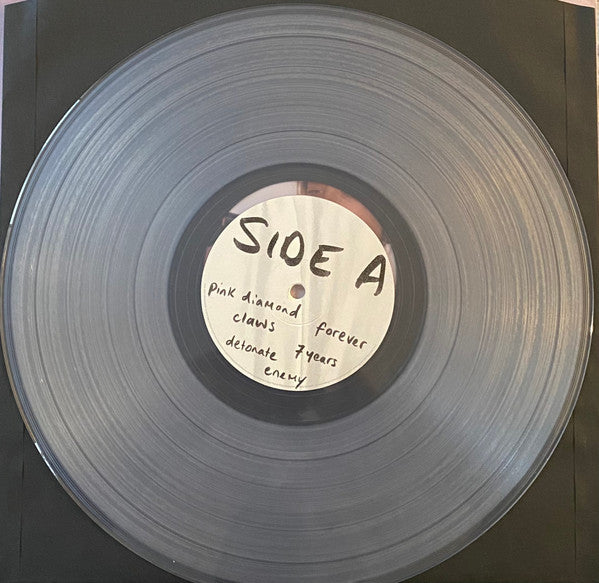 SIDE A
pink diamond forever
claws
detonate 7 years
enemy